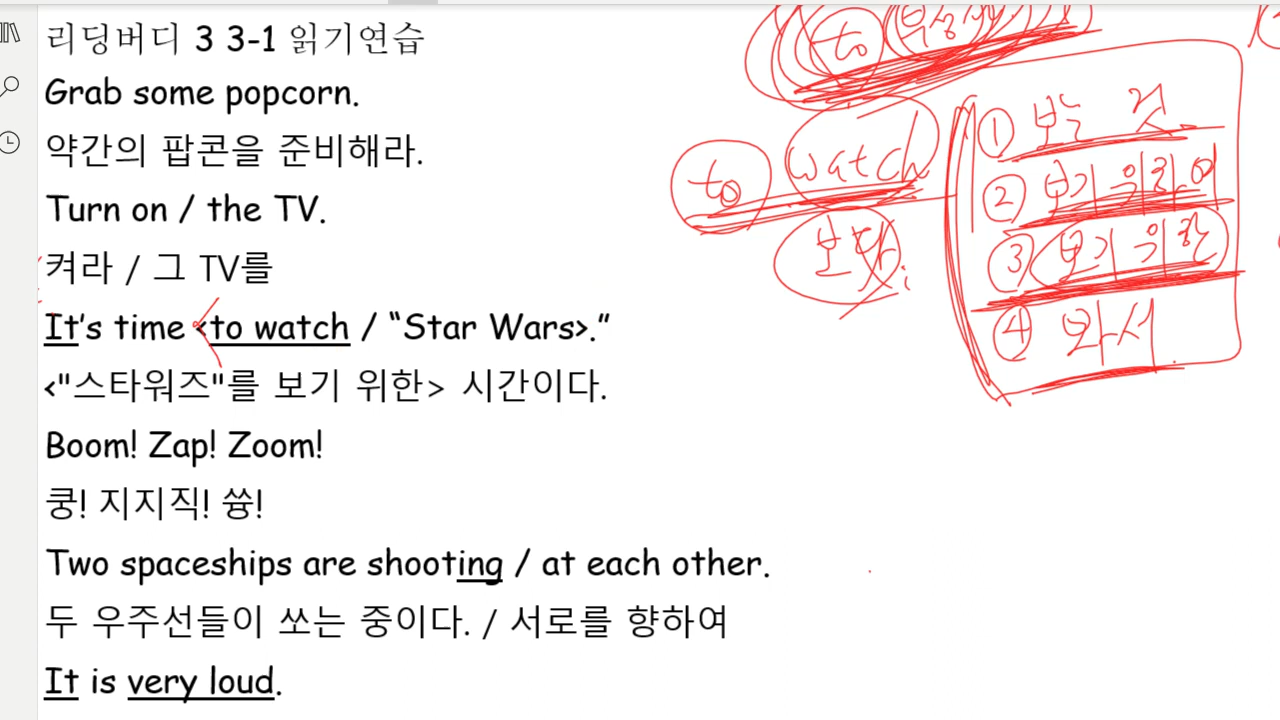 리딩버디 3 3-1 읽기연습
Grab some popcorn.
약간의 팝콘을 준비해라.
Turn on / the TV.
켜라 / 그 TV를
It's time <to watch / “Star Wars>.”
<"스타워즈"를 보기 위한> 시간이다.
Boom! Zap! Zoom!
쿵! 지지직! 쓩!
Two spaceships are shooting / at each other.
두 우주선들이 쏘는 중이다. / 서로를 향하여
It is very loud.
to
to watch
보다
① 보는 것
② 보기 위하여
③ 보기 위한
④ 봐서